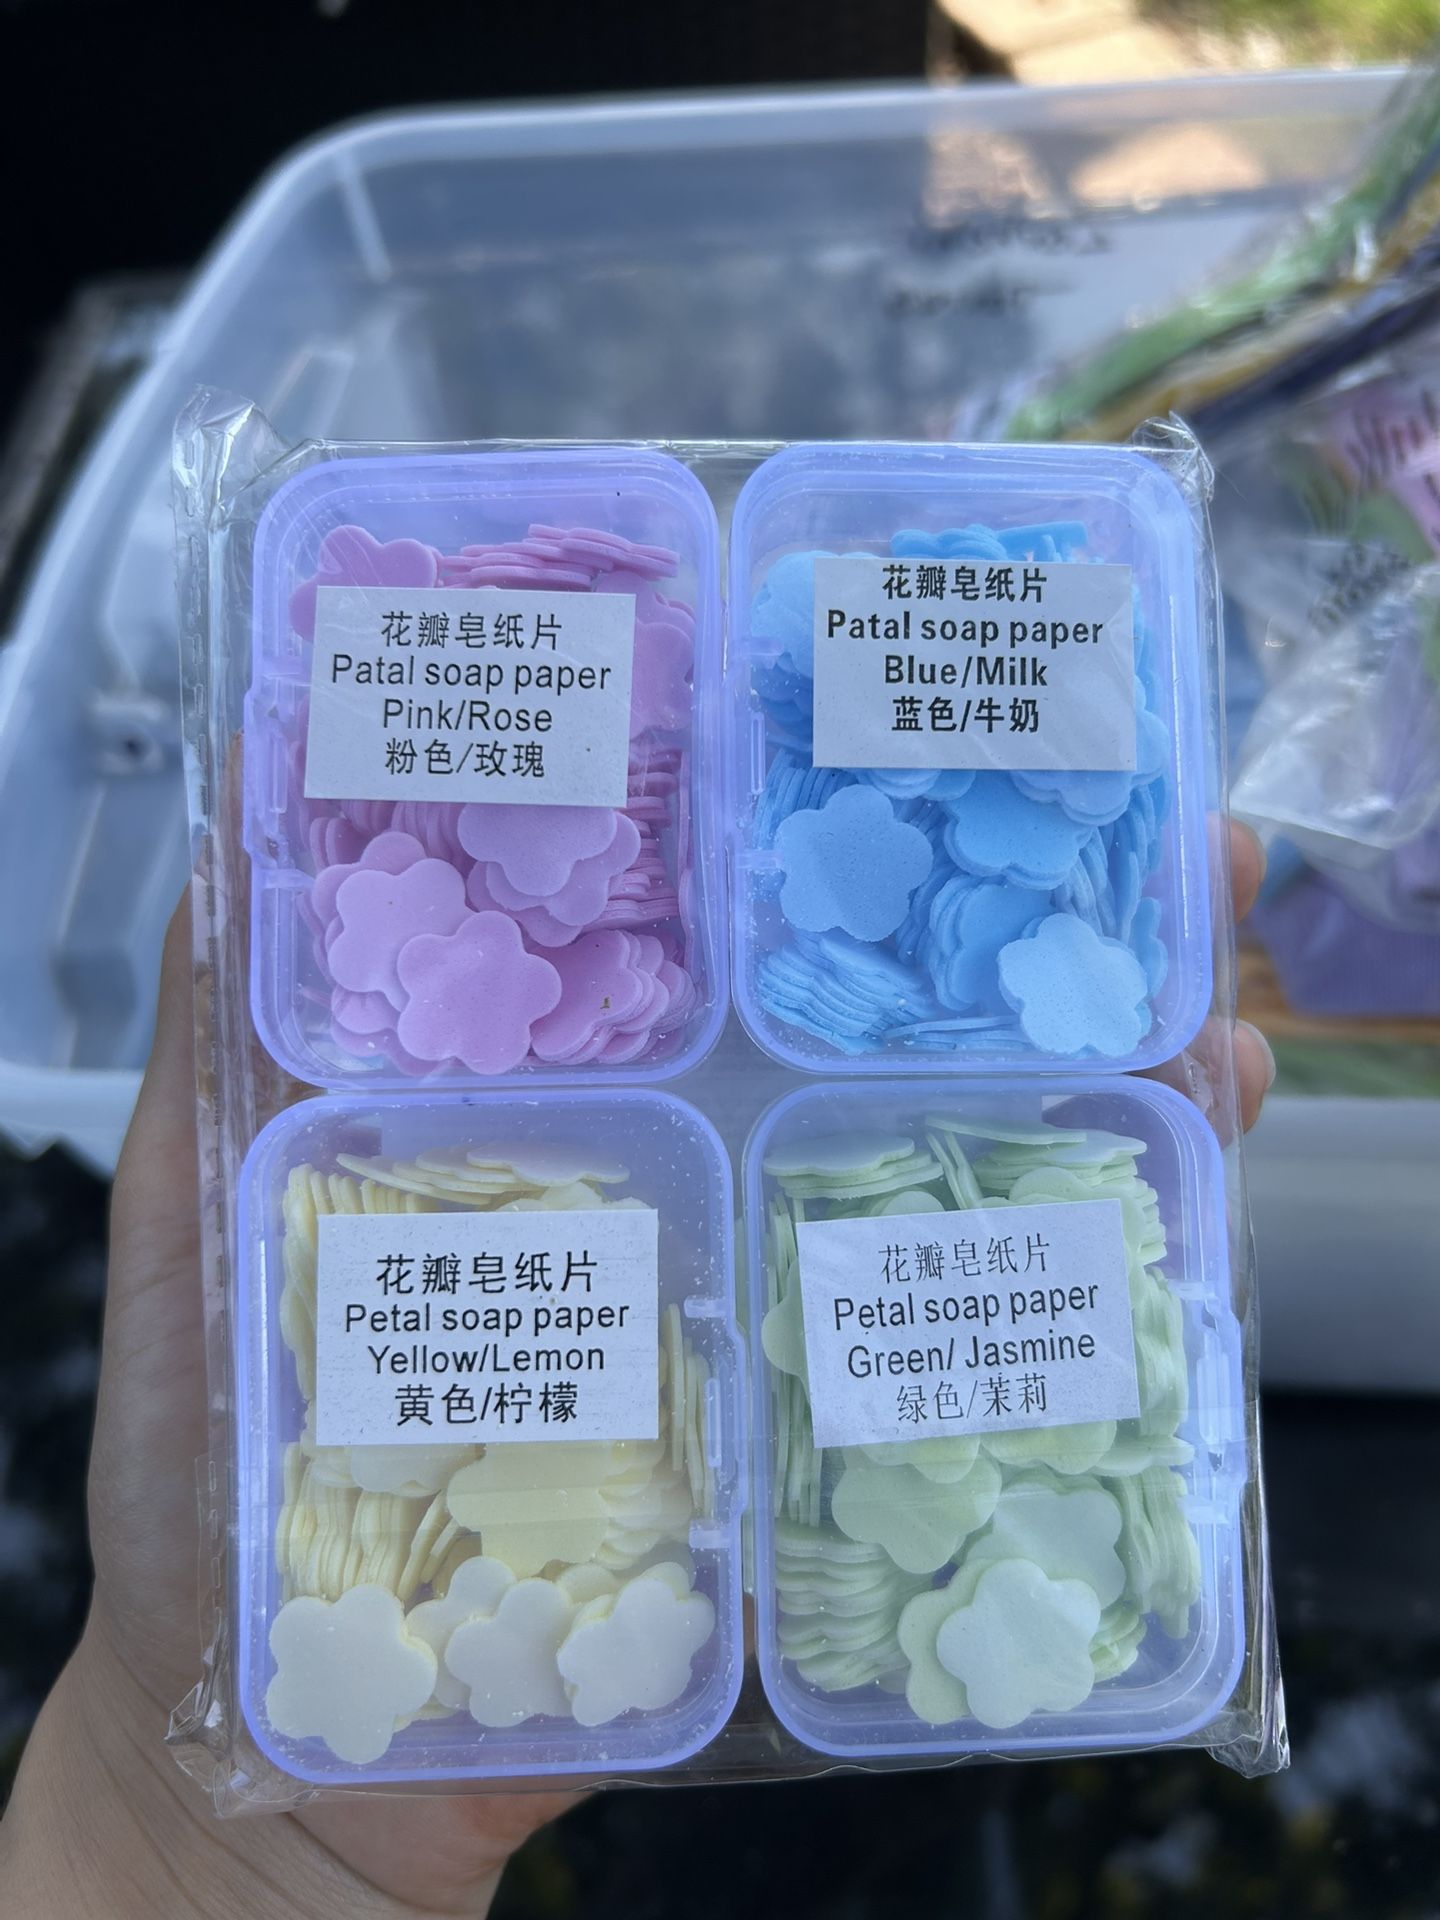 花瓣皂纸片
Patal soap paper
Pink/Rose
粉色/玫瑰
花瓣皂纸片
Patal soap paper
Blue/Milk
蓝色/牛奶
花瓣皂纸片
Petal soap paper
Yellow/Lemon
黄色/柠檬
花瓣皂纸片
Petal soap paper
Green/ Jasmine
绿色/茉莉